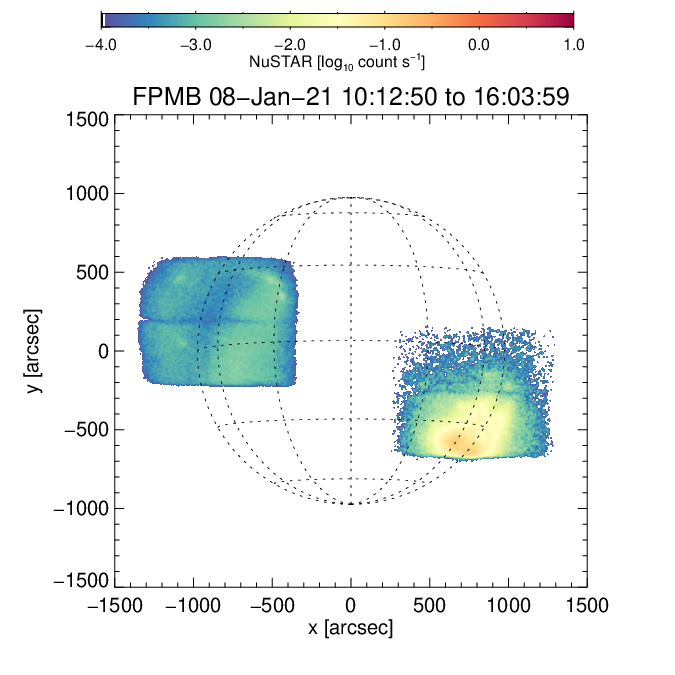 −4.0 −3.0 −2.0 −1.0 0.0 1.0
NuSTAR [log₁₀ count s⁻¹]
FPMB 08−Jan−21 10:12:50 to 16:03:59
1500
1000
500
0
−500
−1000
−1500
y [arcsec]
−1500 −1000 −500 0 500 1000 1500
x [arcsec]